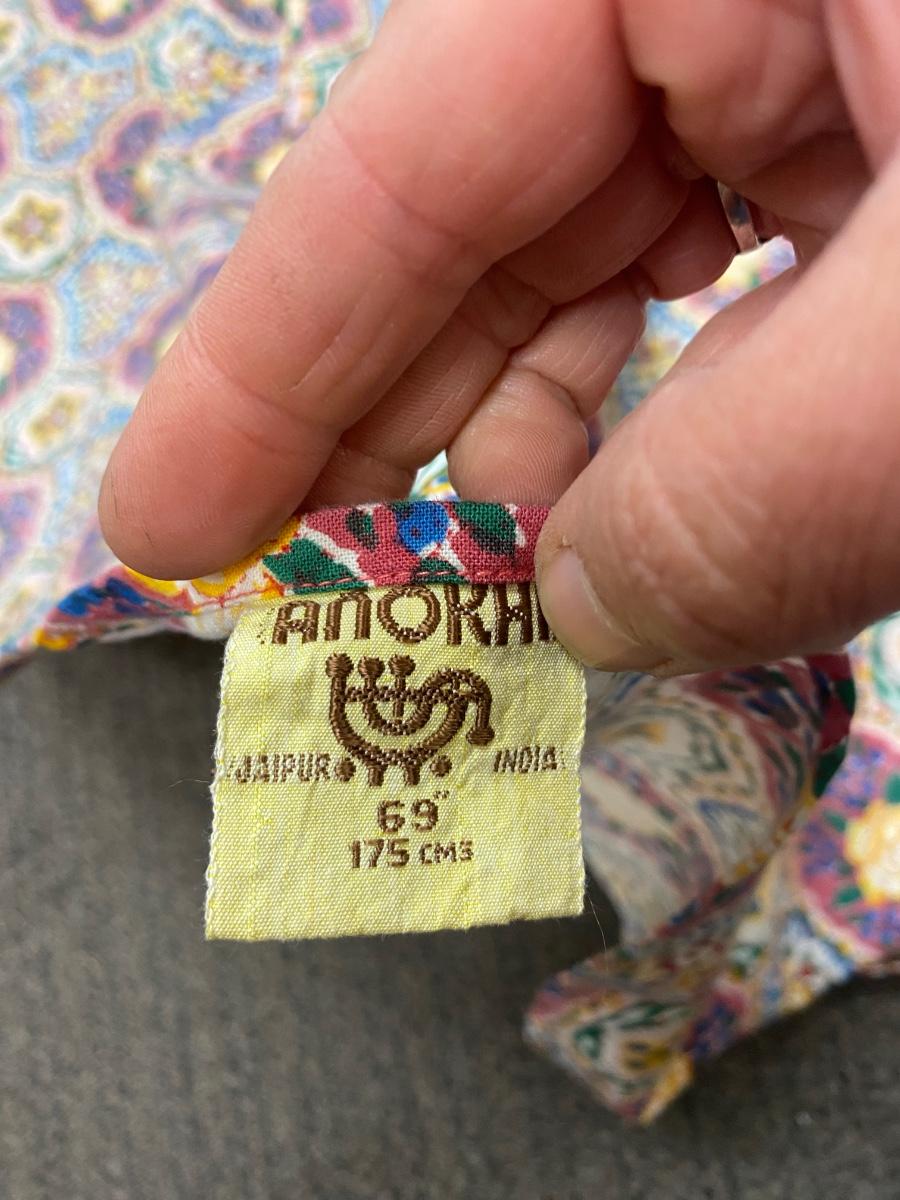 ANOKHI
JAIPUR INDIA
69"
175 CMS